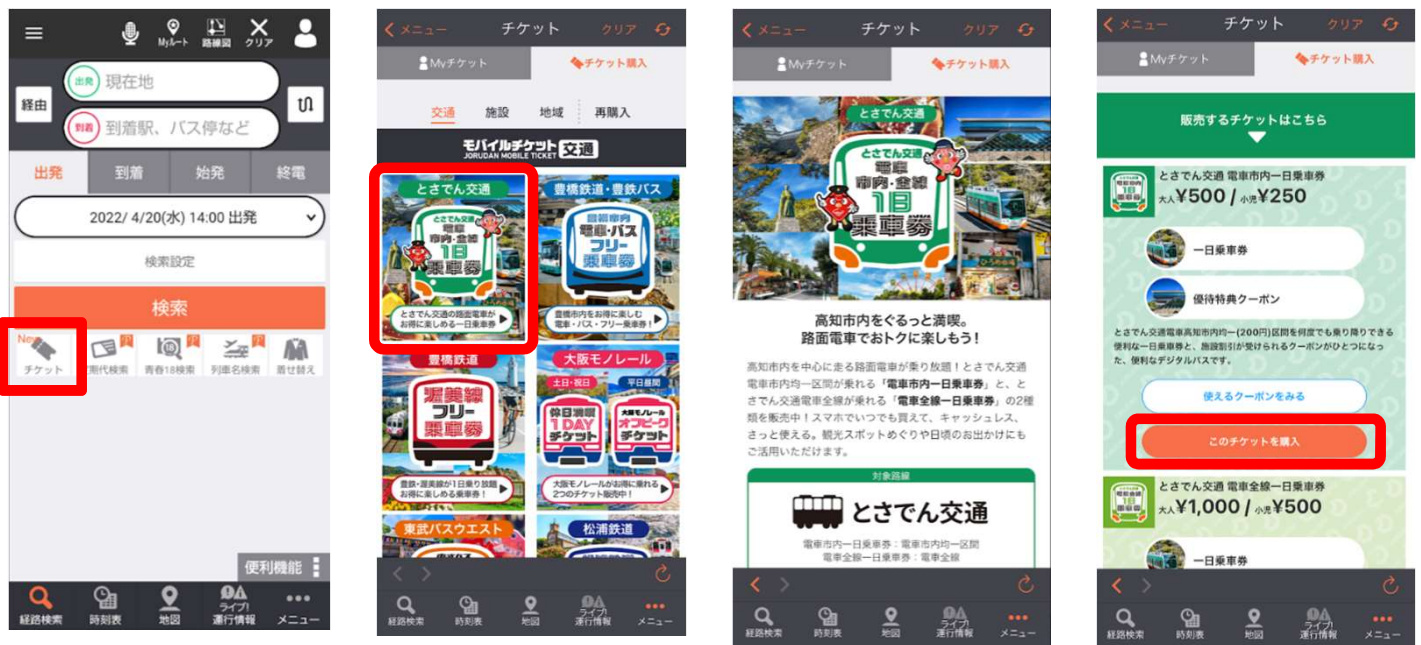 Myルート
路線図
クリア
出発
現在地
経由
到着
到着駅、バス停など
出発
到着
始発
終電
2022/ 4/20(水) 14:00 出発
検索設定
検索
New
チケット
時代検索
青春18検索
列車名検索
着せ替え
便利機能
経路検索
時刻表
地図
ライブ!
運行情報
メニュー
メニュー
チケット
クリア
Myチケット
チケット購入
交通
施設
地域
再購入
モバイルチケット 交通
JORUDAN MOBILE TICKET
とさでん交通
とさでん交通
電車
市内・全線
1日
乗車券
とさでん交通の路面電車が
お得に楽しめる一日乗車券
豊橋鉄道・豊鉄バス
豊橋市内
電車・バス
フリー
乗車券
豊橋市内をお得に楽しむ
電車・バス・フリー乗車券!
豊橋鉄道
渥美線
フリー
乗車券
豊鉄・渥美線が1日乗り放題
お得に楽しめる乗車券!
大阪モノレール
土日・祝日
平日昼間
休日満喫
1DAY
チケット
大阪モノレール
オフピーク
チケット
大阪モノレールがお得に乗れる
2つのチケット販売中!
東武バスウエスト
松浦鉄道
経路検索
時刻表
地図
ライブ!
運行情報
メニュー
メニュー
チケット
クリア
Myチケット
チケット購入
とさでん交通
とさでん交通
電車
市内・全線
1日
乗車券
高知市内をぐるっと満喫。
路面電車でおトクに楽しもう!
高知市内を中心に走る路面電車が乗り放題!とさでん交通
電車市内均一区間が乗れる「電車市内一日乗車券」と、と
さでん交通電車全線が乗れる「電車全線一日乗車券」の2種
類を販売中!スマホでいつでも買えて、キャッシュレス、
さっと使える。観光スポットめぐりや日頃のお出かけにも
ご活用いただけます。
対象路線
とさでん交通
電車市内一日乗車券:電車市内均一区間
電車全線一日乗車券:電車全線
経路検索
時刻表
地図
ライブ!
運行情報
メニュー
メニュー
チケット
クリア
Myチケット
チケット購入
販売するチケットはこちら
とさでん交通 電車市内一日乗車券
大人¥500 / 小児¥250
一日乗車券
優待特典クーポン
とさでん交通電車高知市内均一(200円)区間を何度でも乗り降りできる
便利な一日乗車券と、施設割引が受けられるクーポンがひとつになっ
た、便利なデジタルパスです。
使えるクーポンをみる
このチケットを購入
とさでん交通 電車全線一日乗車券
大人¥1,000 / 小児¥500
一日乗車券
経路検索
時刻表
地図
ライブ!
運行情報
メニュー